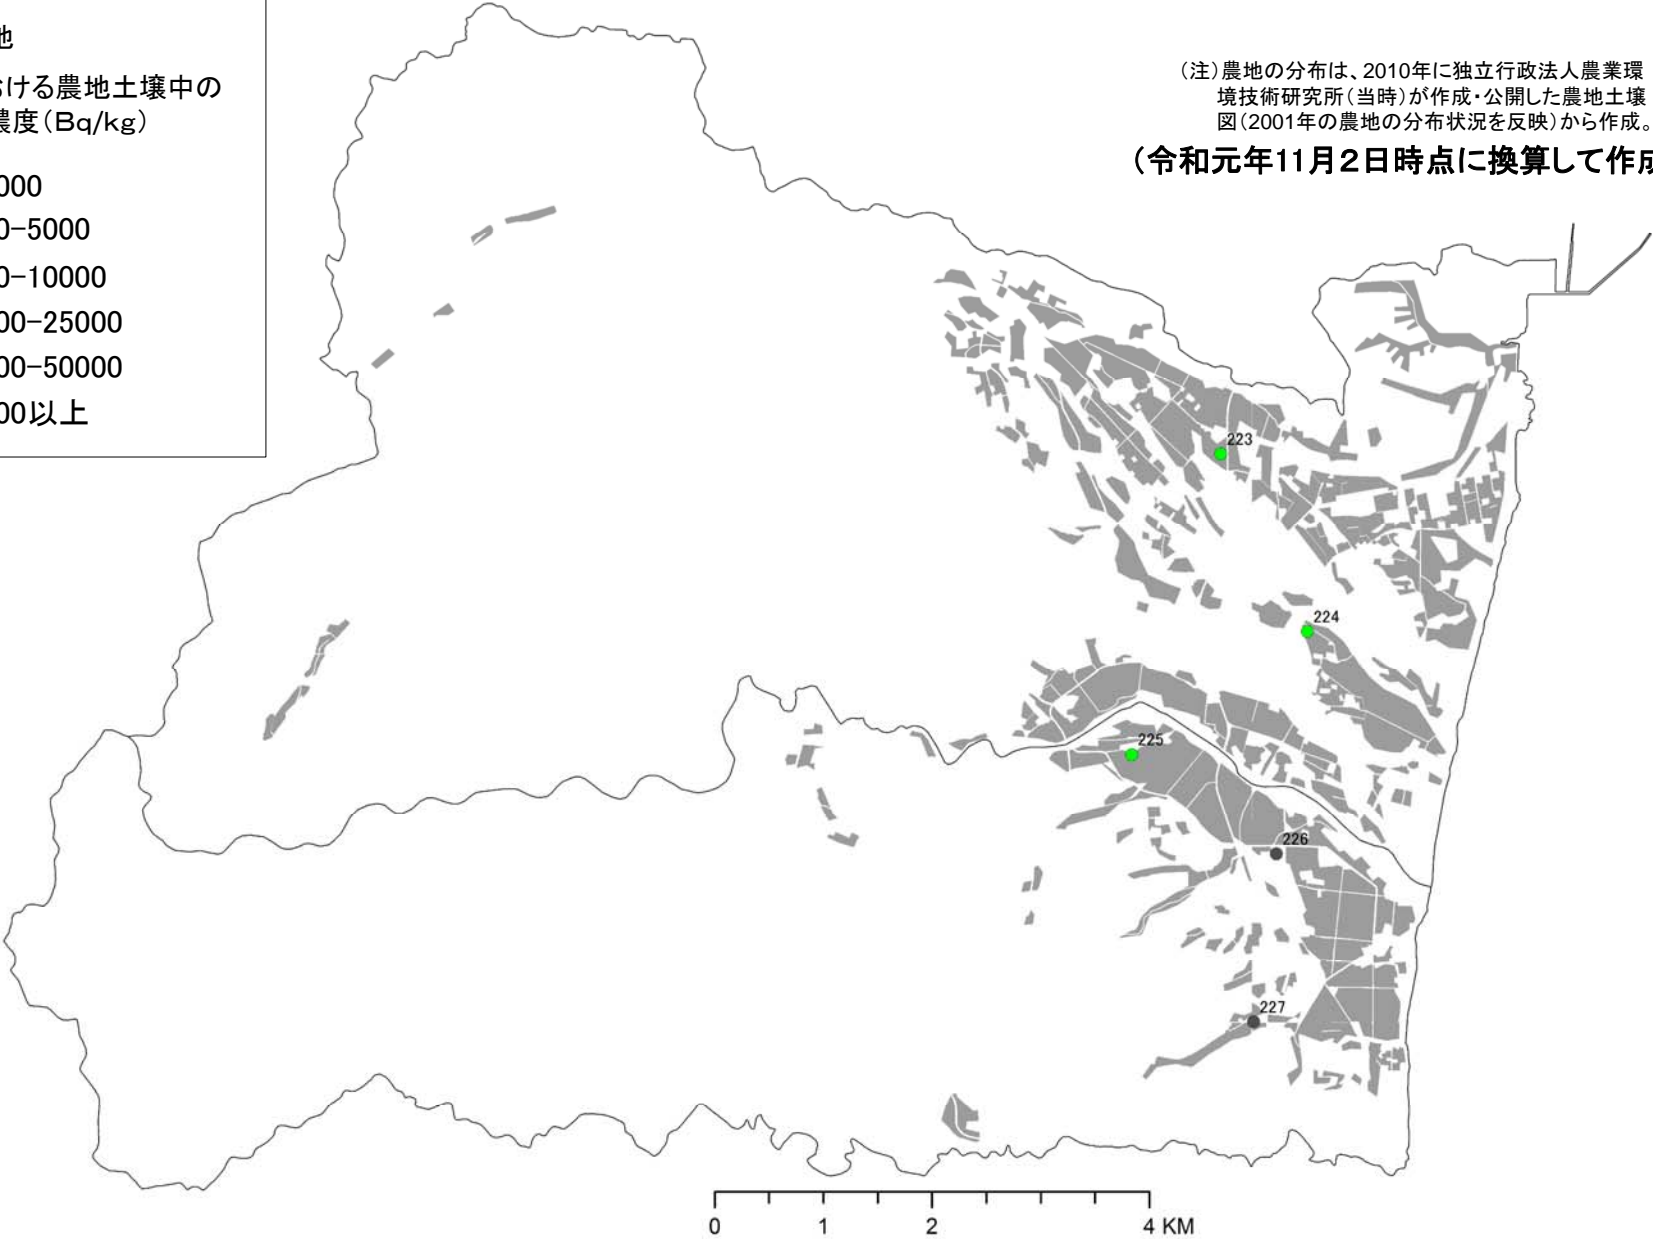 地
おける農地土壌中の
濃度（Bq/kg）
000
0-5000
0-10000
00-25000
00-50000
00以上
（注）農地の分布は、2010年に独立行政法人農業環
境技術研究所（当時）が作成・公開した農地土壌
図（2001年の農地の分布状況を反映）から作成。
（令和元年11月2日時点に換算して作成
223
224
225
226
227
0 1 2 4 KM